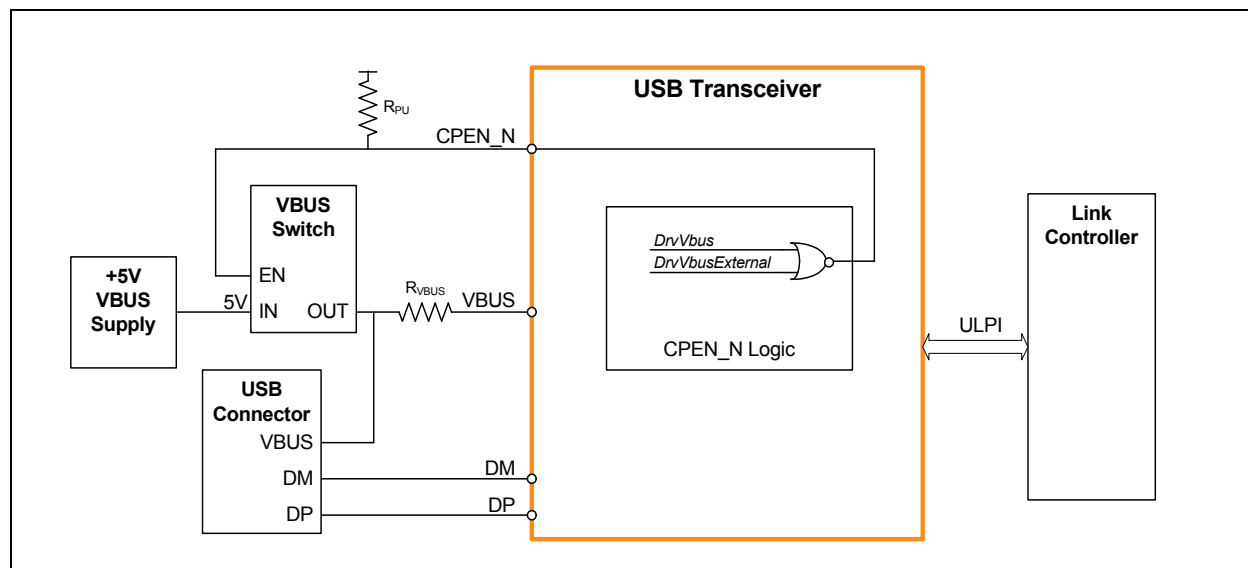 USB Transceiver
RPU
CPEN_N
VBUS
Switch
EN
IN
OUT
+5V
VBUS
Supply
5V
RVBUS
VBUS
DrvVbus
DrvVbusExternal
CPEN_N Logic
ULPI
Link
Controller
USB
Connector
VBUS
DM
DP
DM
DP